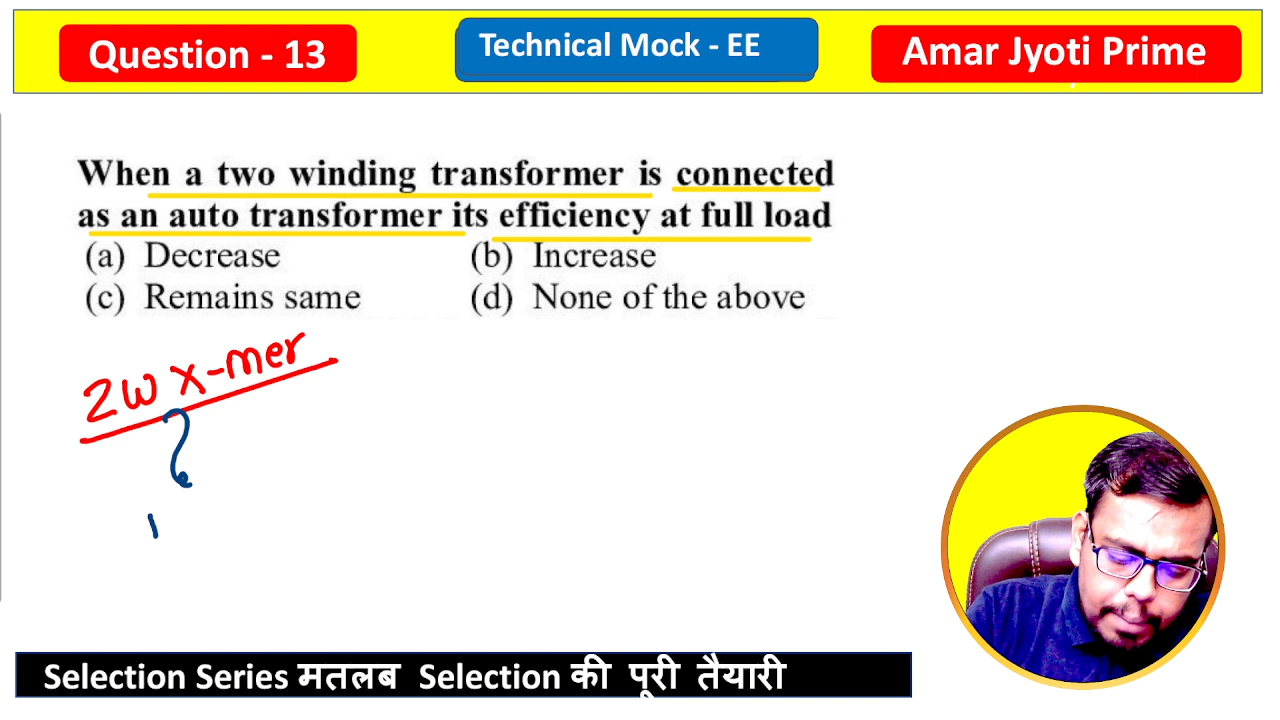 Question - 13
Technical Mock - EE
Amar Jyoti Prime
When a two winding transformer is connected
as an auto transformer its efficiency at full load
(a) Decrease (b) Increase
(c) Remains same (d) None of the above
2W X-mer
Selection Series मतलब Selection की पूरी तैयारी